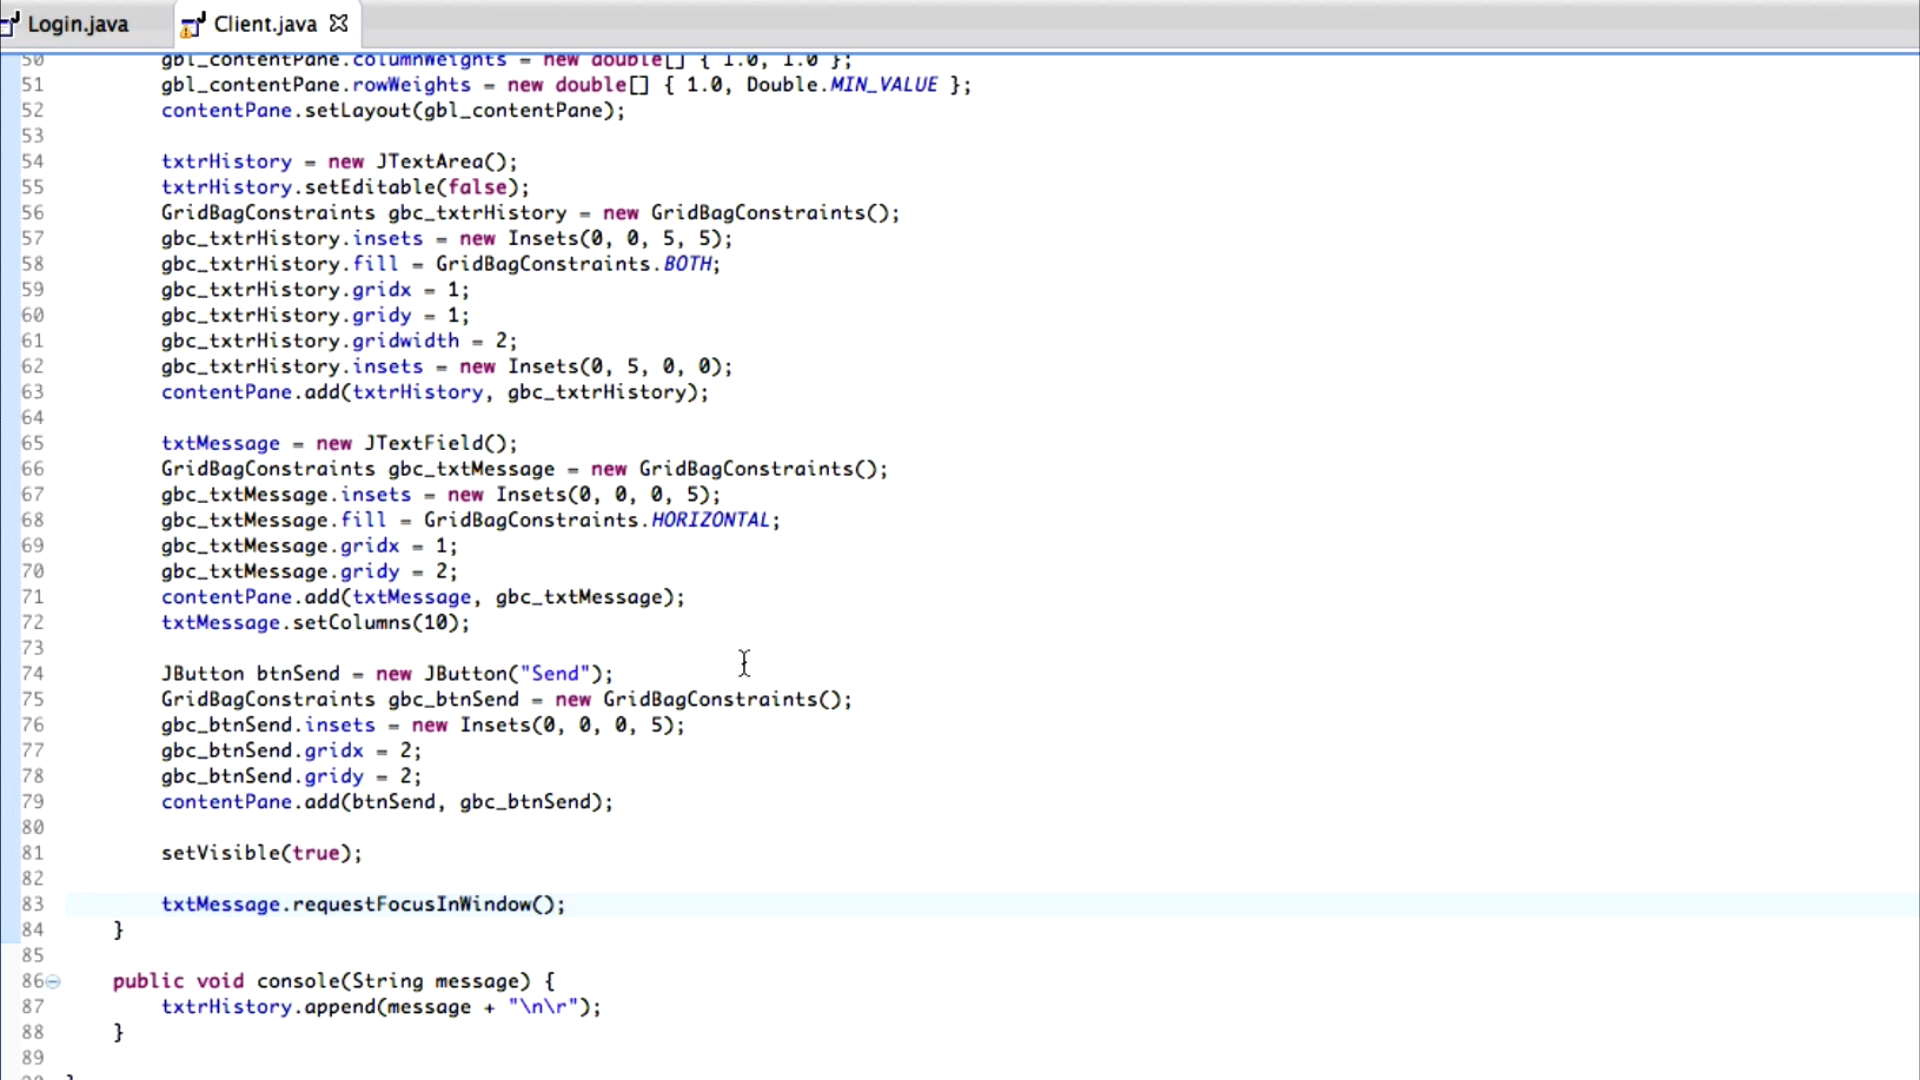 Login.java
Client.java
50 gbl_contentPane.columnWeights = new double[] { 1.0, 1.0 };
51 gbl_contentPane.rowWeights = new double[] { 1.0, Double.MIN_VALUE };
52 contentPane.setLayout(gbl_contentPane);
53
54 txtrHistory = new JTextArea();
55 txtrHistory.setEditable(false);
56 GridBagConstraints gbc_txtrHistory = new GridBagConstraints();
57 gbc_txtrHistory.insets = new Insets(0, 0, 5, 5);
58 gbc_txtrHistory.fill = GridBagConstraints.BOTH;
59 gbc_txtrHistory.gridx = 1;
60 gbc_txtrHistory.gridy = 1;
61 gbc_txtrHistory.gridwidth = 2;
62 gbc_txtrHistory.insets = new Insets(0, 5, 0, 0);
63 contentPane.add(txtrHistory, gbc_txtrHistory);
64
65 txtMessage = new JTextField();
66 GridBagConstraints gbc_txtMessage = new GridBagConstraints();
67 gbc_txtMessage.insets = new Insets(0, 0, 0, 5);
68 gbc_txtMessage.fill = GridBagConstraints.HORIZONTAL;
69 gbc_txtMessage.gridx = 1;
70 gbc_txtMessage.gridy = 2;
71 contentPane.add(txtMessage, gbc_txtMessage);
72 txtMessage.setColumns(10);
73
74 JButton btnSend = new JButton("Send");
75 GridBagConstraints gbc_btnSend = new GridBagConstraints();
76 gbc_btnSend.insets = new Insets(0, 0, 0, 5);
77 gbc_btnSend.gridx = 2;
78 gbc_btnSend.gridy = 2;
79 contentPane.add(btnSend, gbc_btnSend);
80
81 setVisible(true);
82
83 txtMessage.requestFocusInWindow();
84 }
85
86 public void console(String message) {
87 txtrHistory.append(message + "\n\r");
88 }
89